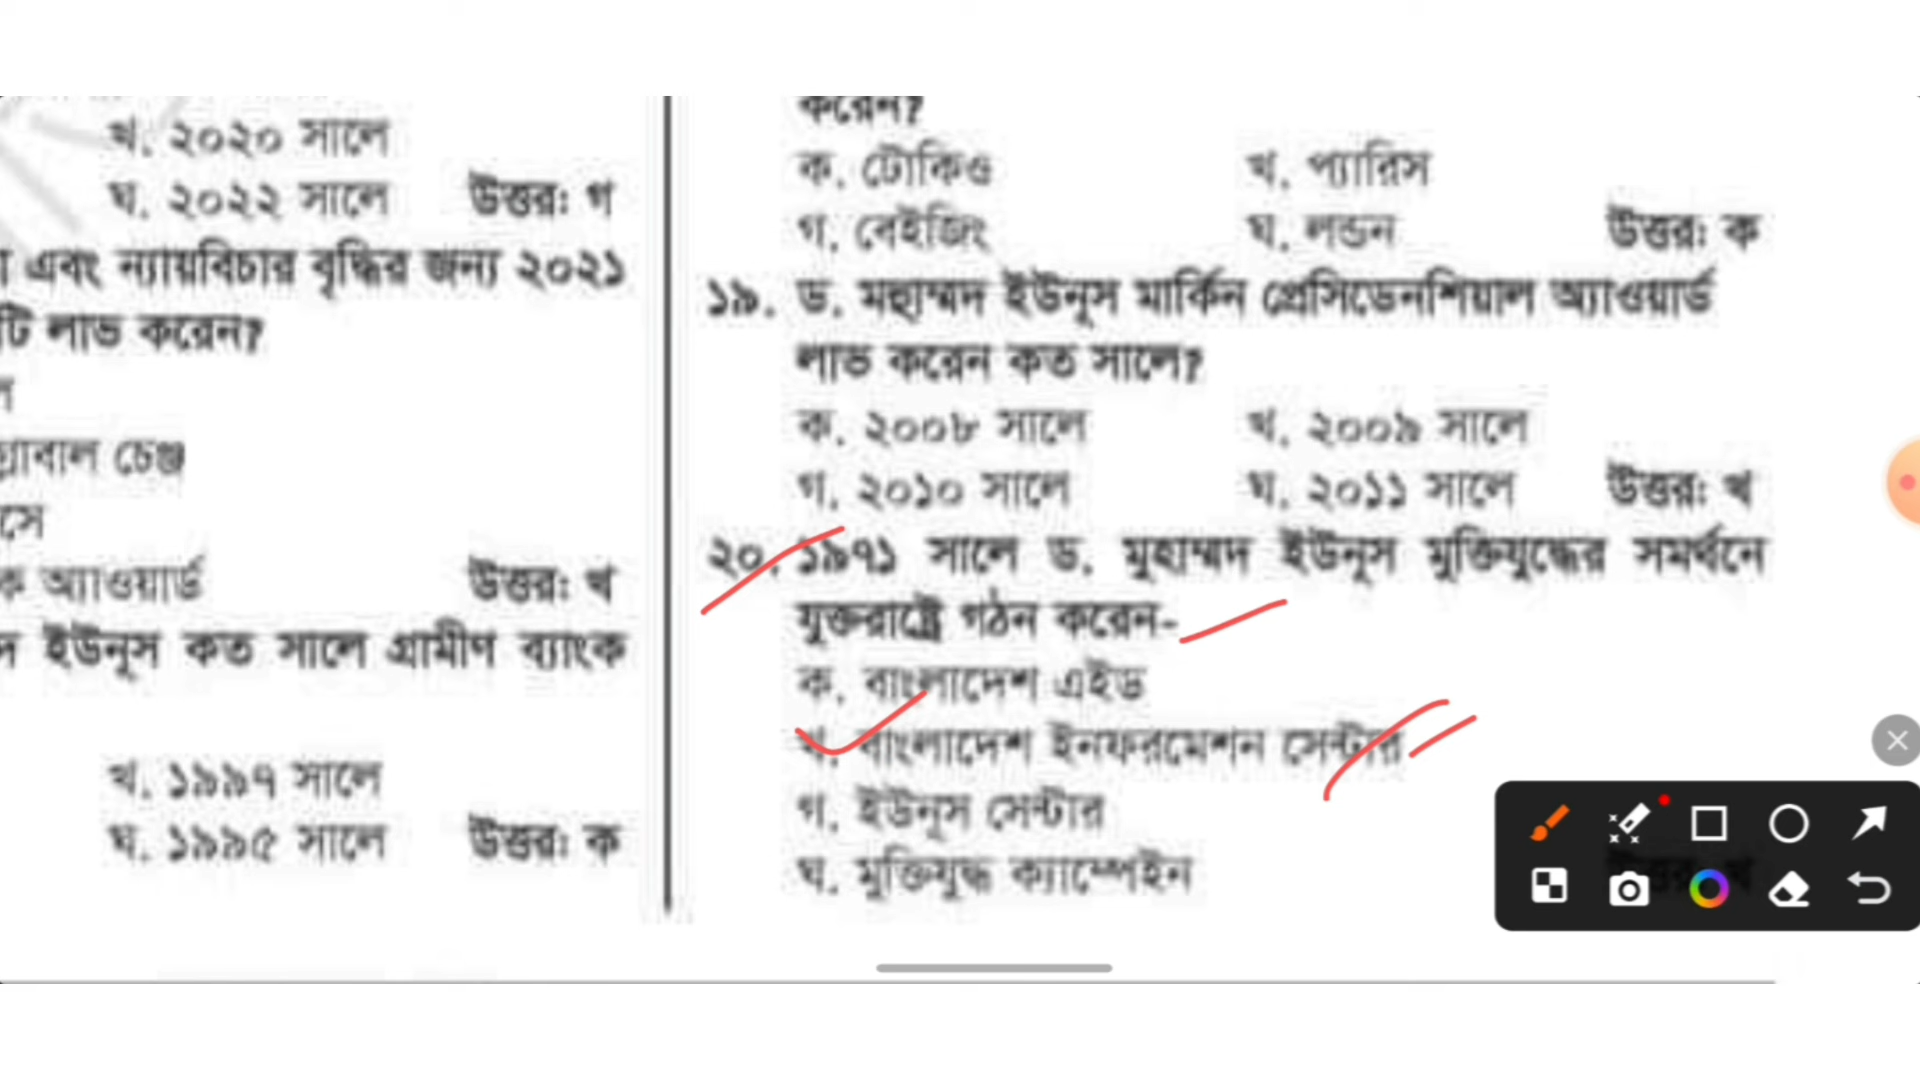 খ. ২০২০ সালে
ঘ. ২০২২ সালে উত্তরঃ গ
এবং ন্যায়বিচার বৃদ্ধির জন্য ২০২১
টি লাভ করেন?
গ্লোবাল চেঞ্জ
ক অ্যাওয়ার্ড উত্তরঃ খ
দ ইউনূস কত সালে গ্রামীণ ব্যাংক
খ. ১৯৯৭ সালে
ঘ. ১৯৯৫ সালে উত্তরঃ ক
করেন?
ক. টোকিও খ. প্যারিস
গ. বেইজিং ঘ. লন্ডন উত্তরঃ ক
১৯. ড. মহাম্মদ ইউনূস মার্কিন প্রেসিডেনশিয়াল অ্যাওয়ার্ড
লাভ করেন কত সালে?
ক. ২০০৮ সালে খ. ২০০৯ সালে
গ. ২০১০ সালে ঘ. ২০১১ সালে উত্তরঃ খ
২০. ১৯৭১ সালে ড. মুহাম্মদ ইউনূস মুক্তিযুদ্ধের সমর্থনে
যুক্তরাষ্ট্রে গঠন করেন-
ক. বাংলাদেশ এইড
খ. বাংলাদেশ ইনফরমেশন সেন্টার
গ. ইউনূস সেন্টার
ঘ. মুক্তিযুদ্ধ ক্যাম্পেইন